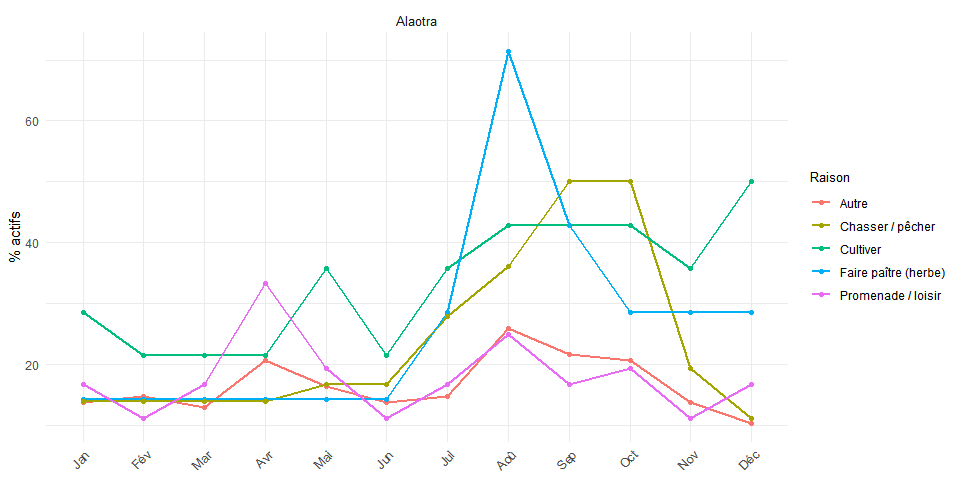 Alaotra
% actifs
60
40
20
Jan
Fév
Mar
Avr
Mai
Jun
Jul
Aoû
Sep
Oct
Nov
Déc
Raison
Autre
Chasser / pêcher
Cultiver
Faire paître (herbe)
Promenade / loisir